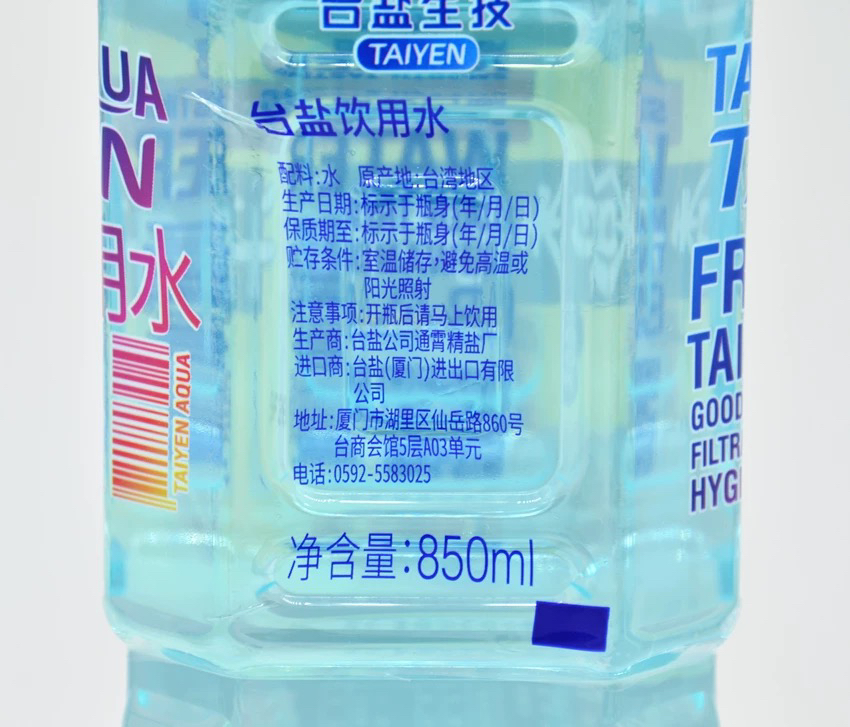 台盐生技
TAIYEN
台盐饮用水
配料:水 原产地:台湾地区
生产日期:标示于瓶身(年/月/日)
保质期至:标示于瓶身(年/月/日)
贮存条件:室温储存,避免高温或
阳光照射
注意事项:开瓶后请马上饮用
生产商:台盐公司通霄精盐厂
进口商:台盐(厦门)进出口有限
公司
地址:厦门市湖里区仙岳路860号
台商会馆5层A03单元
电话:0592-5583025
净含量:850ml
UA
N
用水
TAIYEN AQUA
TA
T
FR
TAI
GOOD
FILTR
HYG